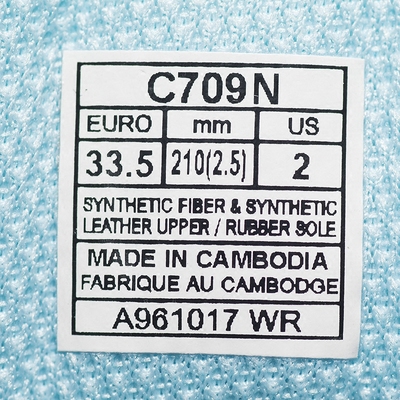 C709N
EURO mm US
33.5 210(2.5) 2
SYNTHETIC FIBER & SYNTHETIC
LEATHER UPPER / RUBBER SOLE
MADE IN CAMBODIA
FABRIQUE AU CAMBODGE
A961017 WR